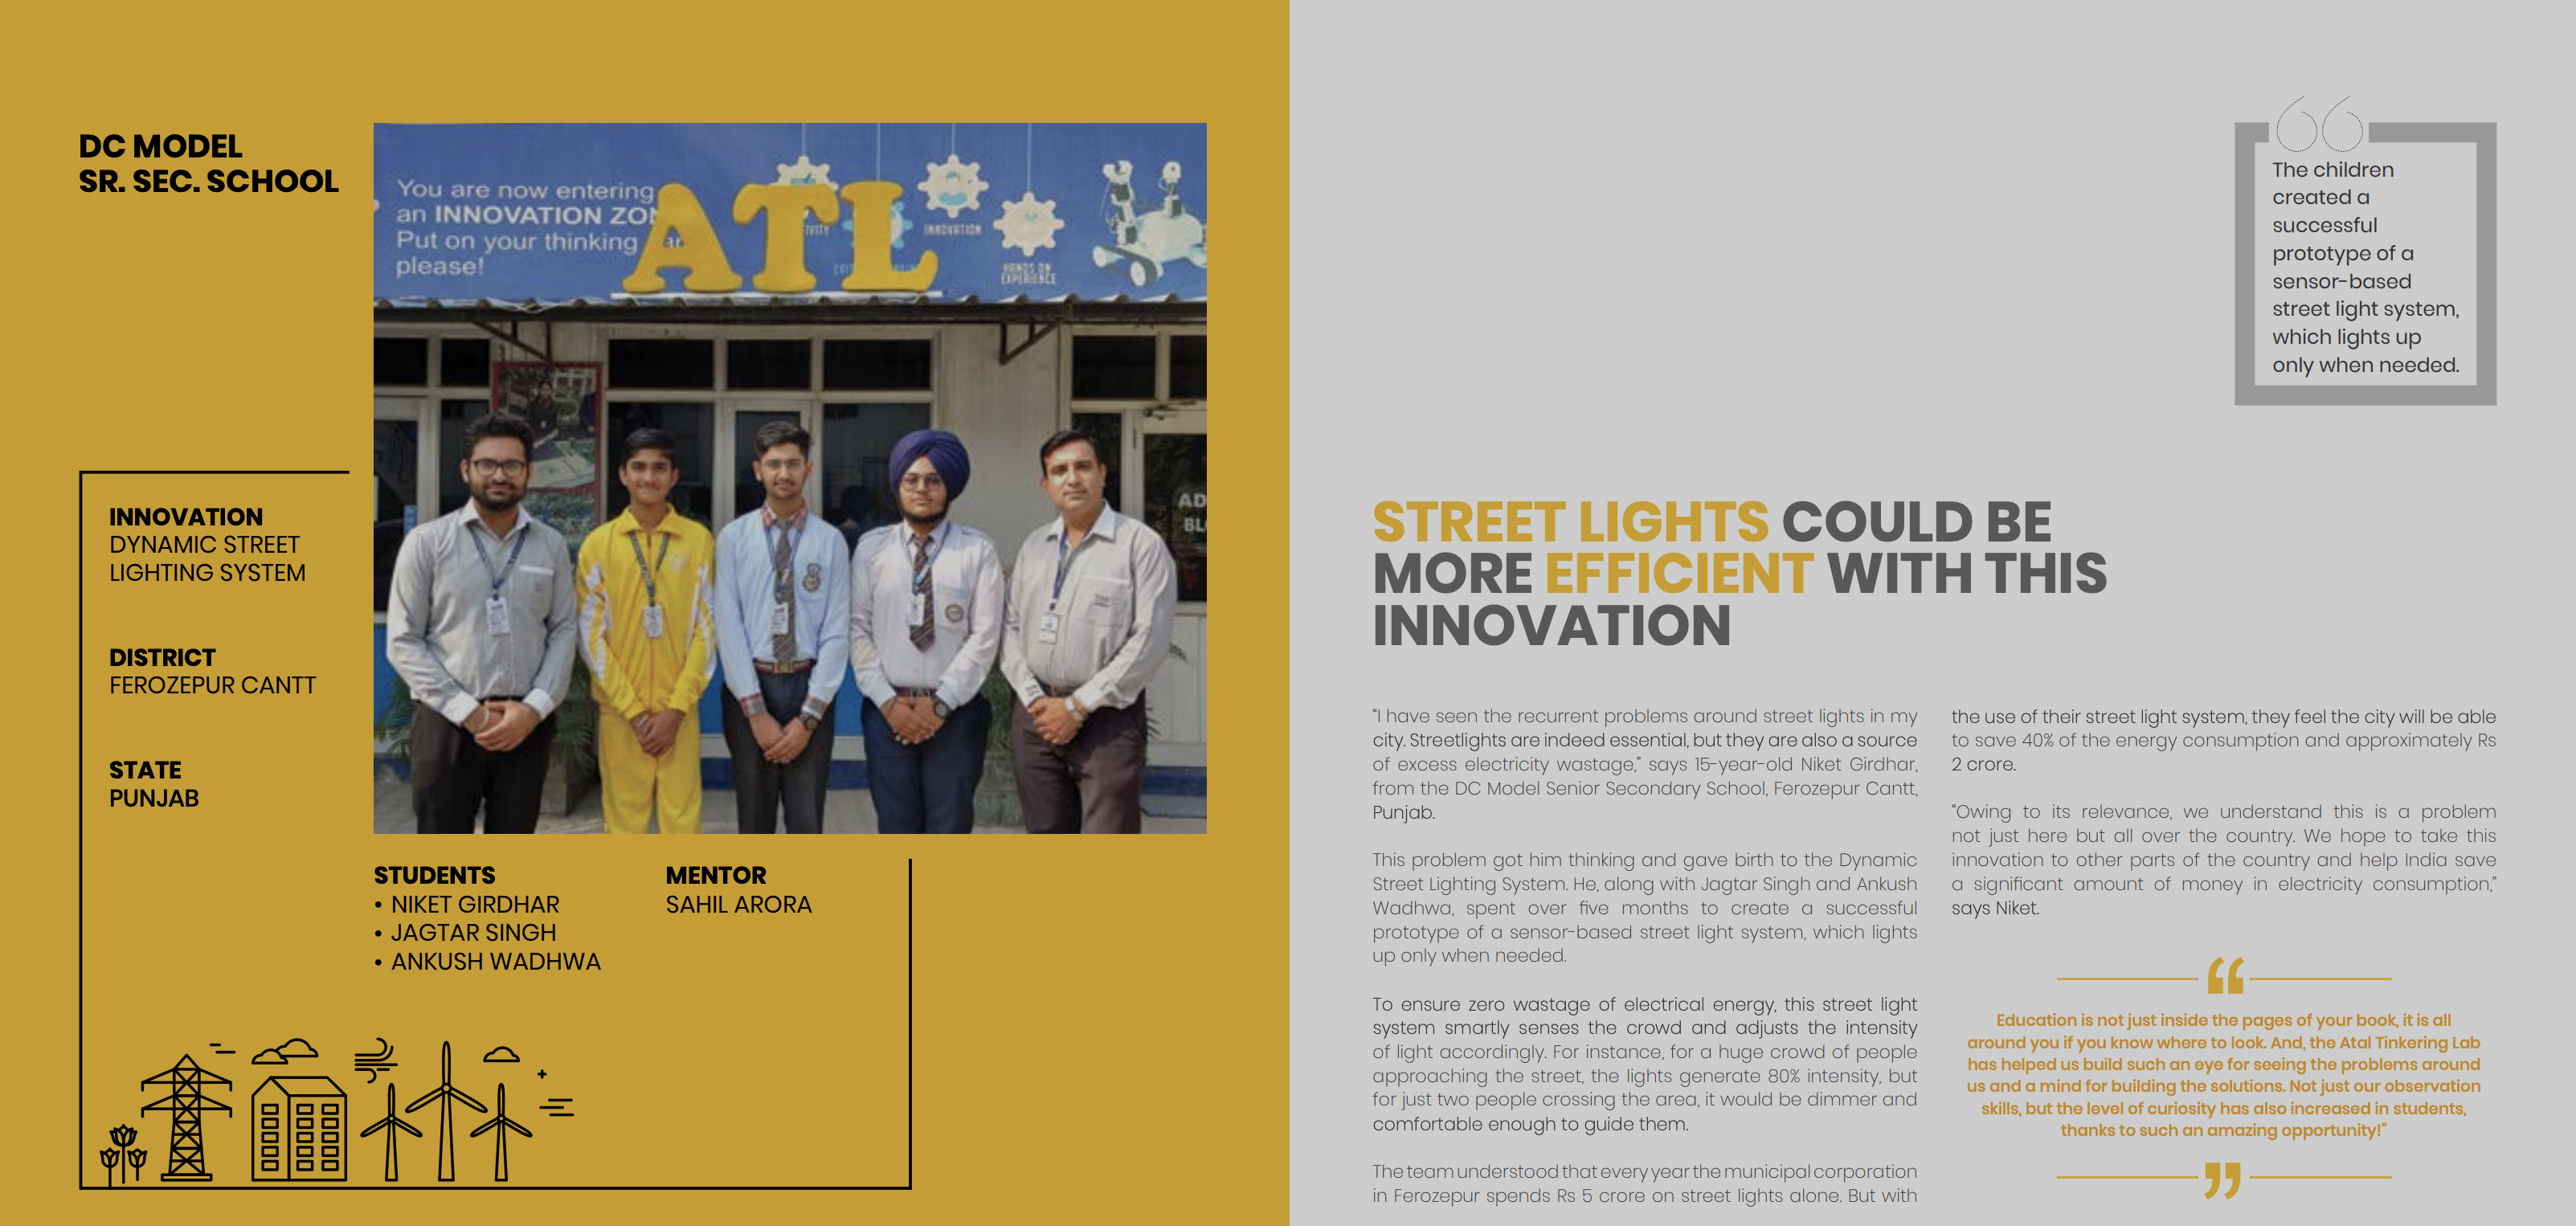 DC MODEL
SR. SEC. SCHOOL
You are now entering
an INNOVATION
Put on your thinking
please!
ATL
INNOVATION
HANDS ON
EXPERIENCE
INNOVATION
DYNAMIC STREET
LIGHTING SYSTEM
DISTRICT
FEROZEPUR CANTT
STATE
PUNJAB
STUDENTS
• NIKET GIRDHAR
• JAGTAR SINGH
• ANKUSH WADHWA
MENTOR
SAHIL ARORA
The children
created a
successful
prototype of a
sensor-based
street light system,
which lights up
only when needed.
STREET LIGHTS COULD BE
MORE EFFICIENT WITH THIS
INNOVATION
“I have seen the recurrent problems around street lights in my
city. Streetlights are indeed essential, but they are also a source
of excess electricity wastage,” says 15-year-old Niket Girdhar,
from the DC Model Senior Secondary School, Ferozepur Cantt,
Punjab.
This problem got him thinking and gave birth to the Dynamic
Street Lighting System. He, along with Jagtar Singh and Ankush
Wadhwa, spent over five months to create a successful
prototype of a sensor-based street light system, which lights
up only when needed.
To ensure zero wastage of electrical energy, this street light
system smartly senses the crowd and adjusts the intensity
of light accordingly. For instance, for a huge crowd of people
approaching the street, the lights generate 80% intensity, but
for just two people crossing the area, it would be dimmer and
comfortable enough to guide them.
The team understood that every year the municipal corporation
in Ferozepur spends Rs 5 crore on street lights alone. But with
the use of their street light system, they feel the city will be able
to save 40% of the energy consumption and approximately Rs
2 crore.
“Owing to its relevance, we understand this is a problem
not just here but all over the country. We hope to take this
innovation to other parts of the country and help India save
a significant amount of money in electricity consumption,”
says Niket.
Education is not just inside the pages of your book, it is all
around you if you know where to look. And, the Atal Tinkering Lab
has helped us build such an eye for seeing the problems around
us and a mind for building the solutions. Not just our observation
skills, but the level of curiosity has also increased in students,
thanks to such an amazing opportunity!”